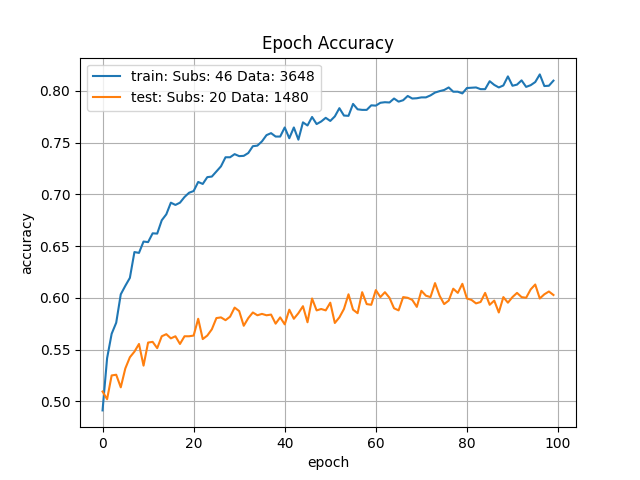 Epoch Accuracy
train: Subs: 46 Data: 3648
test: Subs: 20 Data: 1480
accuracy
0.80
0.75
0.70
0.65
0.60
0.55
0.50
0 20 40 60 80 100
epoch